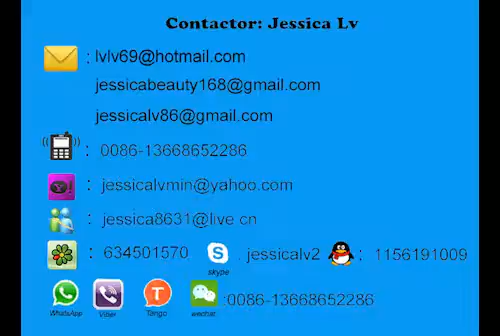 Contactor: Jessica Lv
: lvlv69@hotmail.com
jessicabeauty168@gmail.com
jessicalv86@gmail.com
: 0086-13668652286
: jessicalvmin@yahoo.com
: jessica8631@live.cn
: 634501570 skype . jessicalv2 : 1156191009
WhatsApp Viber Tango wechat :0086-13668652286